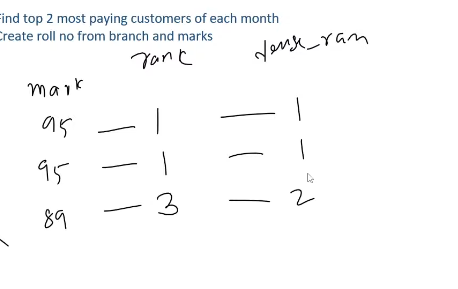 Find top 2 most paying customers of each month
Create roll no from branch and marks
rank dense_ran
mark
95 — 1 — 1
95 — 1 — 1
89 — 3 — 2